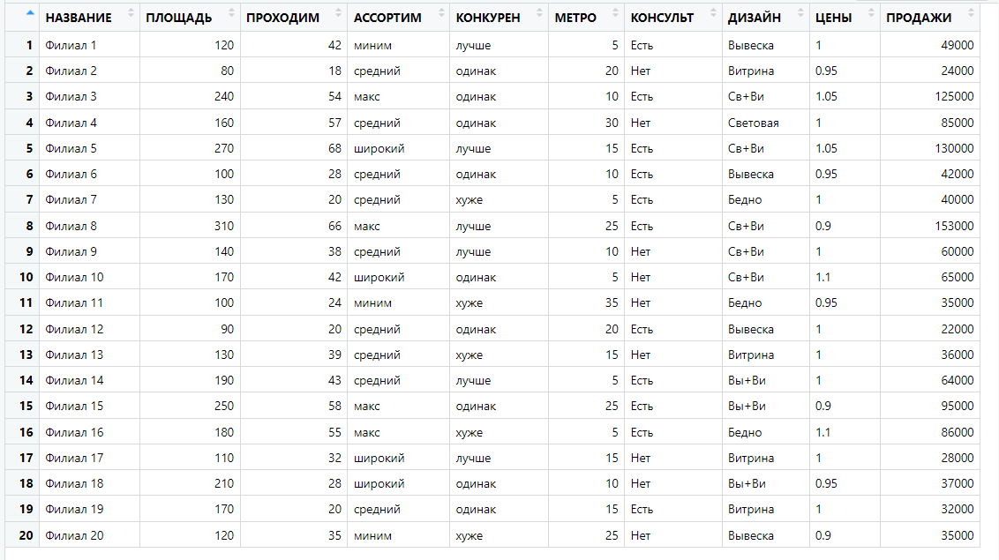 НАЗВАНИЕ ПЛОЩАДЬ ПРОХОДИМ АССОРТИМ КОНКУРЕН МЕТРО КОНСУЛЬТ ДИЗАЙН ЦЕНЫ ПРОДАЖИ
1 Филиал 1 120 42 миним лучше 5 Есть Вывеска 1 49000
2 Филиал 2 80 18 средний одинак 20 Нет Витрина 0.95 24000
3 Филиал 3 240 54 макс одинак 10 Есть Св+Ви 1.05 125000
4 Филиал 4 160 57 средний одинак 30 Нет Световая 1 85000
5 Филиал 5 270 68 широкий лучше 15 Есть Св+Ви 1.05 130000
6 Филиал 6 100 28 средний одинак 10 Есть Вывеска 0.95 42000
7 Филиал 7 130 20 средний хуже 5 Есть Бедно 1 40000
8 Филиал 8 310 66 макс лучше 25 Есть Св+Ви 0.9 153000
9 Филиал 9 140 38 средний лучше 10 Нет Св+Ви 1 60000
10 Филиал 10 170 42 широкий одинак 5 Нет Св+Ви 1.1 65000
11 Филиал 11 100 24 миним хуже 35 Нет Бедно 0.95 35000
12 Филиал 12 90 20 средний одинак 20 Есть Вывеска 1 22000
13 Филиал 13 130 39 средний хуже 15 Нет Витрина 1 36000
14 Филиал 14 190 43 средний лучше 5 Есть Вы+Ви 1 64000
15 Филиал 15 250 58 макс одинак 25 Есть Вы+Ви 0.9 95000
16 Филиал 16 180 55 макс хуже 5 Есть Бедно 1.1 86000
17 Филиал 17 110 32 широкий лучше 15 Нет Витрина 1 28000
18 Филиал 18 210 28 широкий одинак 10 Нет Вы+Ви 0.95 37000
19 Филиал 19 170 20 средний одинак 15 Есть Витрина 1 32000
20 Филиал 20 120 35 миним хуже 25 Нет Вывеска 0.9 35000